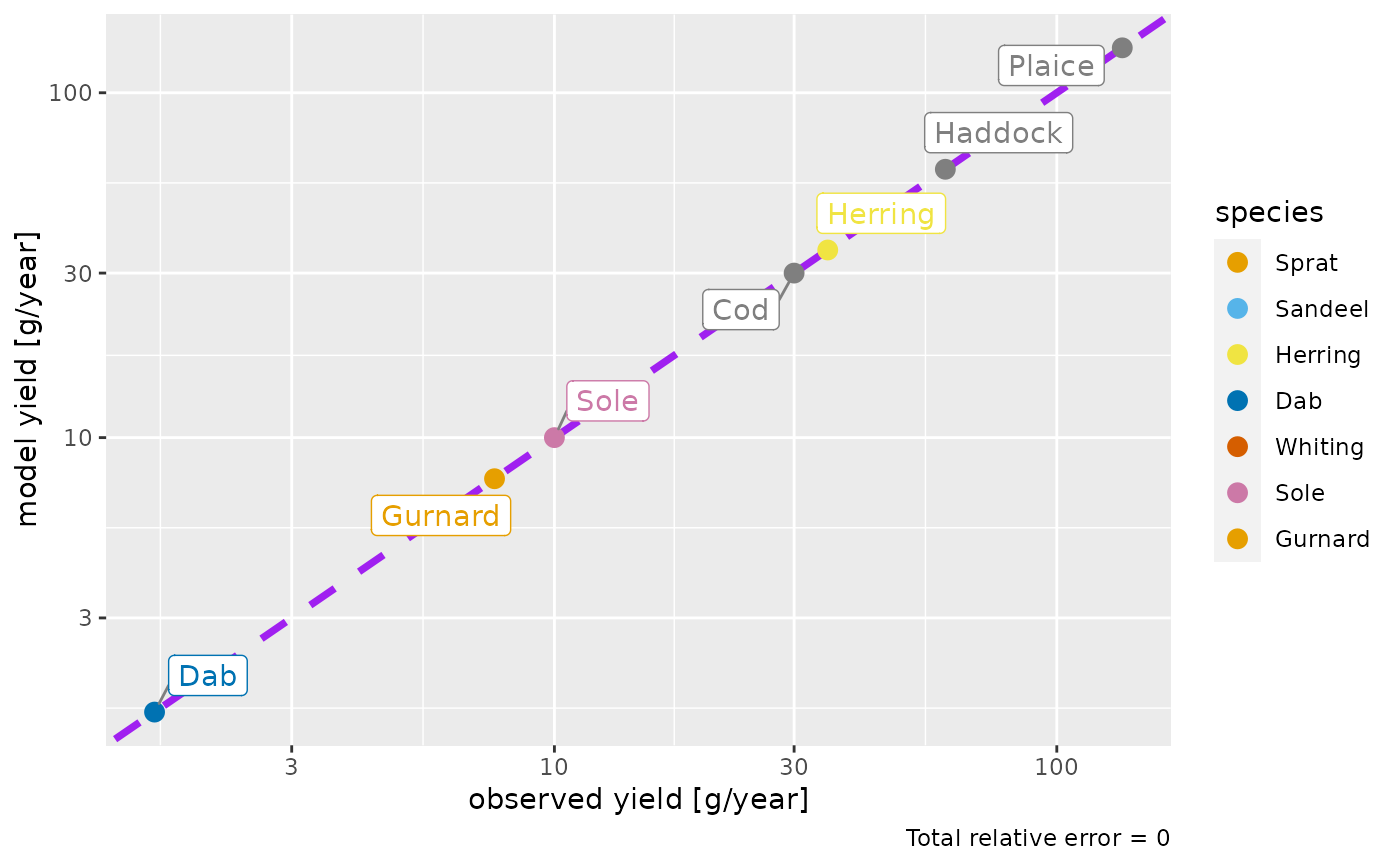 model yield [g/year]
100
30
10
3
Plaice
Haddock
Herring
Cod
Sole
Gurnard
Dab
3
10
30
100
observed yield [g/year]
Total relative error = 0
species
Sprat
Sandeel
Herring
Dab
Whiting
Sole
Gurnard